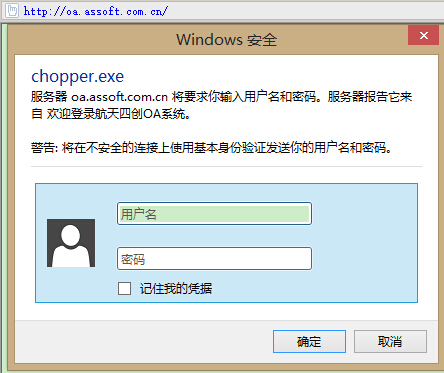 http://oa.assoft.com.cn/
Windows 安全
chopper.exe
服务器 oa.assoft.com.cn 将要求你输入用户名和密码。服务器报告它来
自 欢迎登录航天四创OA系统。
警告: 将在不安全的连接上使用基本身份验证发送你的用户名和密码。
用户名
密码
记住我的凭据
确定
取消